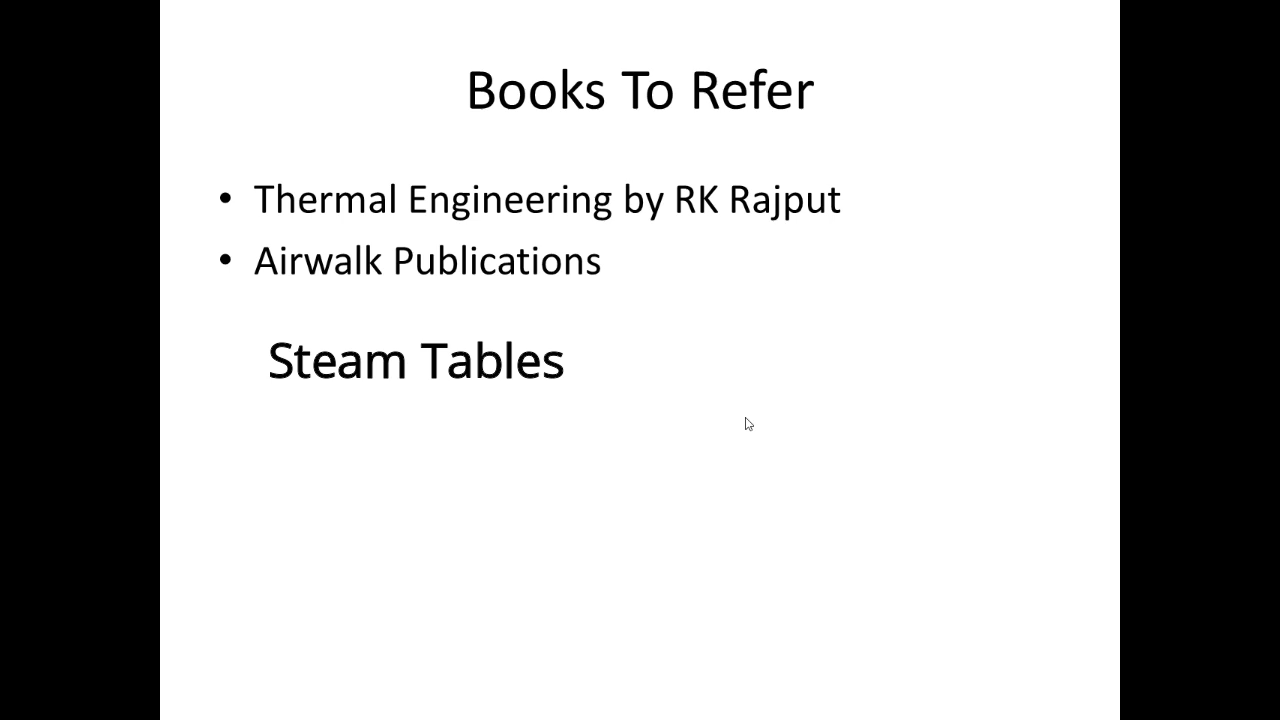 Books To Refer
• Thermal Engineering by RK Rajput
• Airwalk Publications
Steam Tables